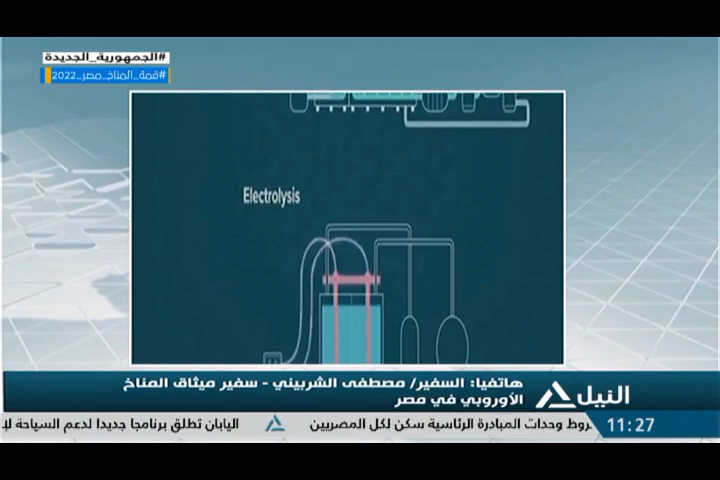 #الجمهورية_الجديدة
#قمة_المناخ_مصر_2022
Electrolysis
هاتفيا: السفير/ مصطفى الشربيني - سفير ميثاق المناخ
الأوروبي في مصر
النيل
11:27
روط وحدات المبادرة الرئاسية سكن لكل المصريين
اليابان تطلق برنامجا جديدا لدعم السياحة